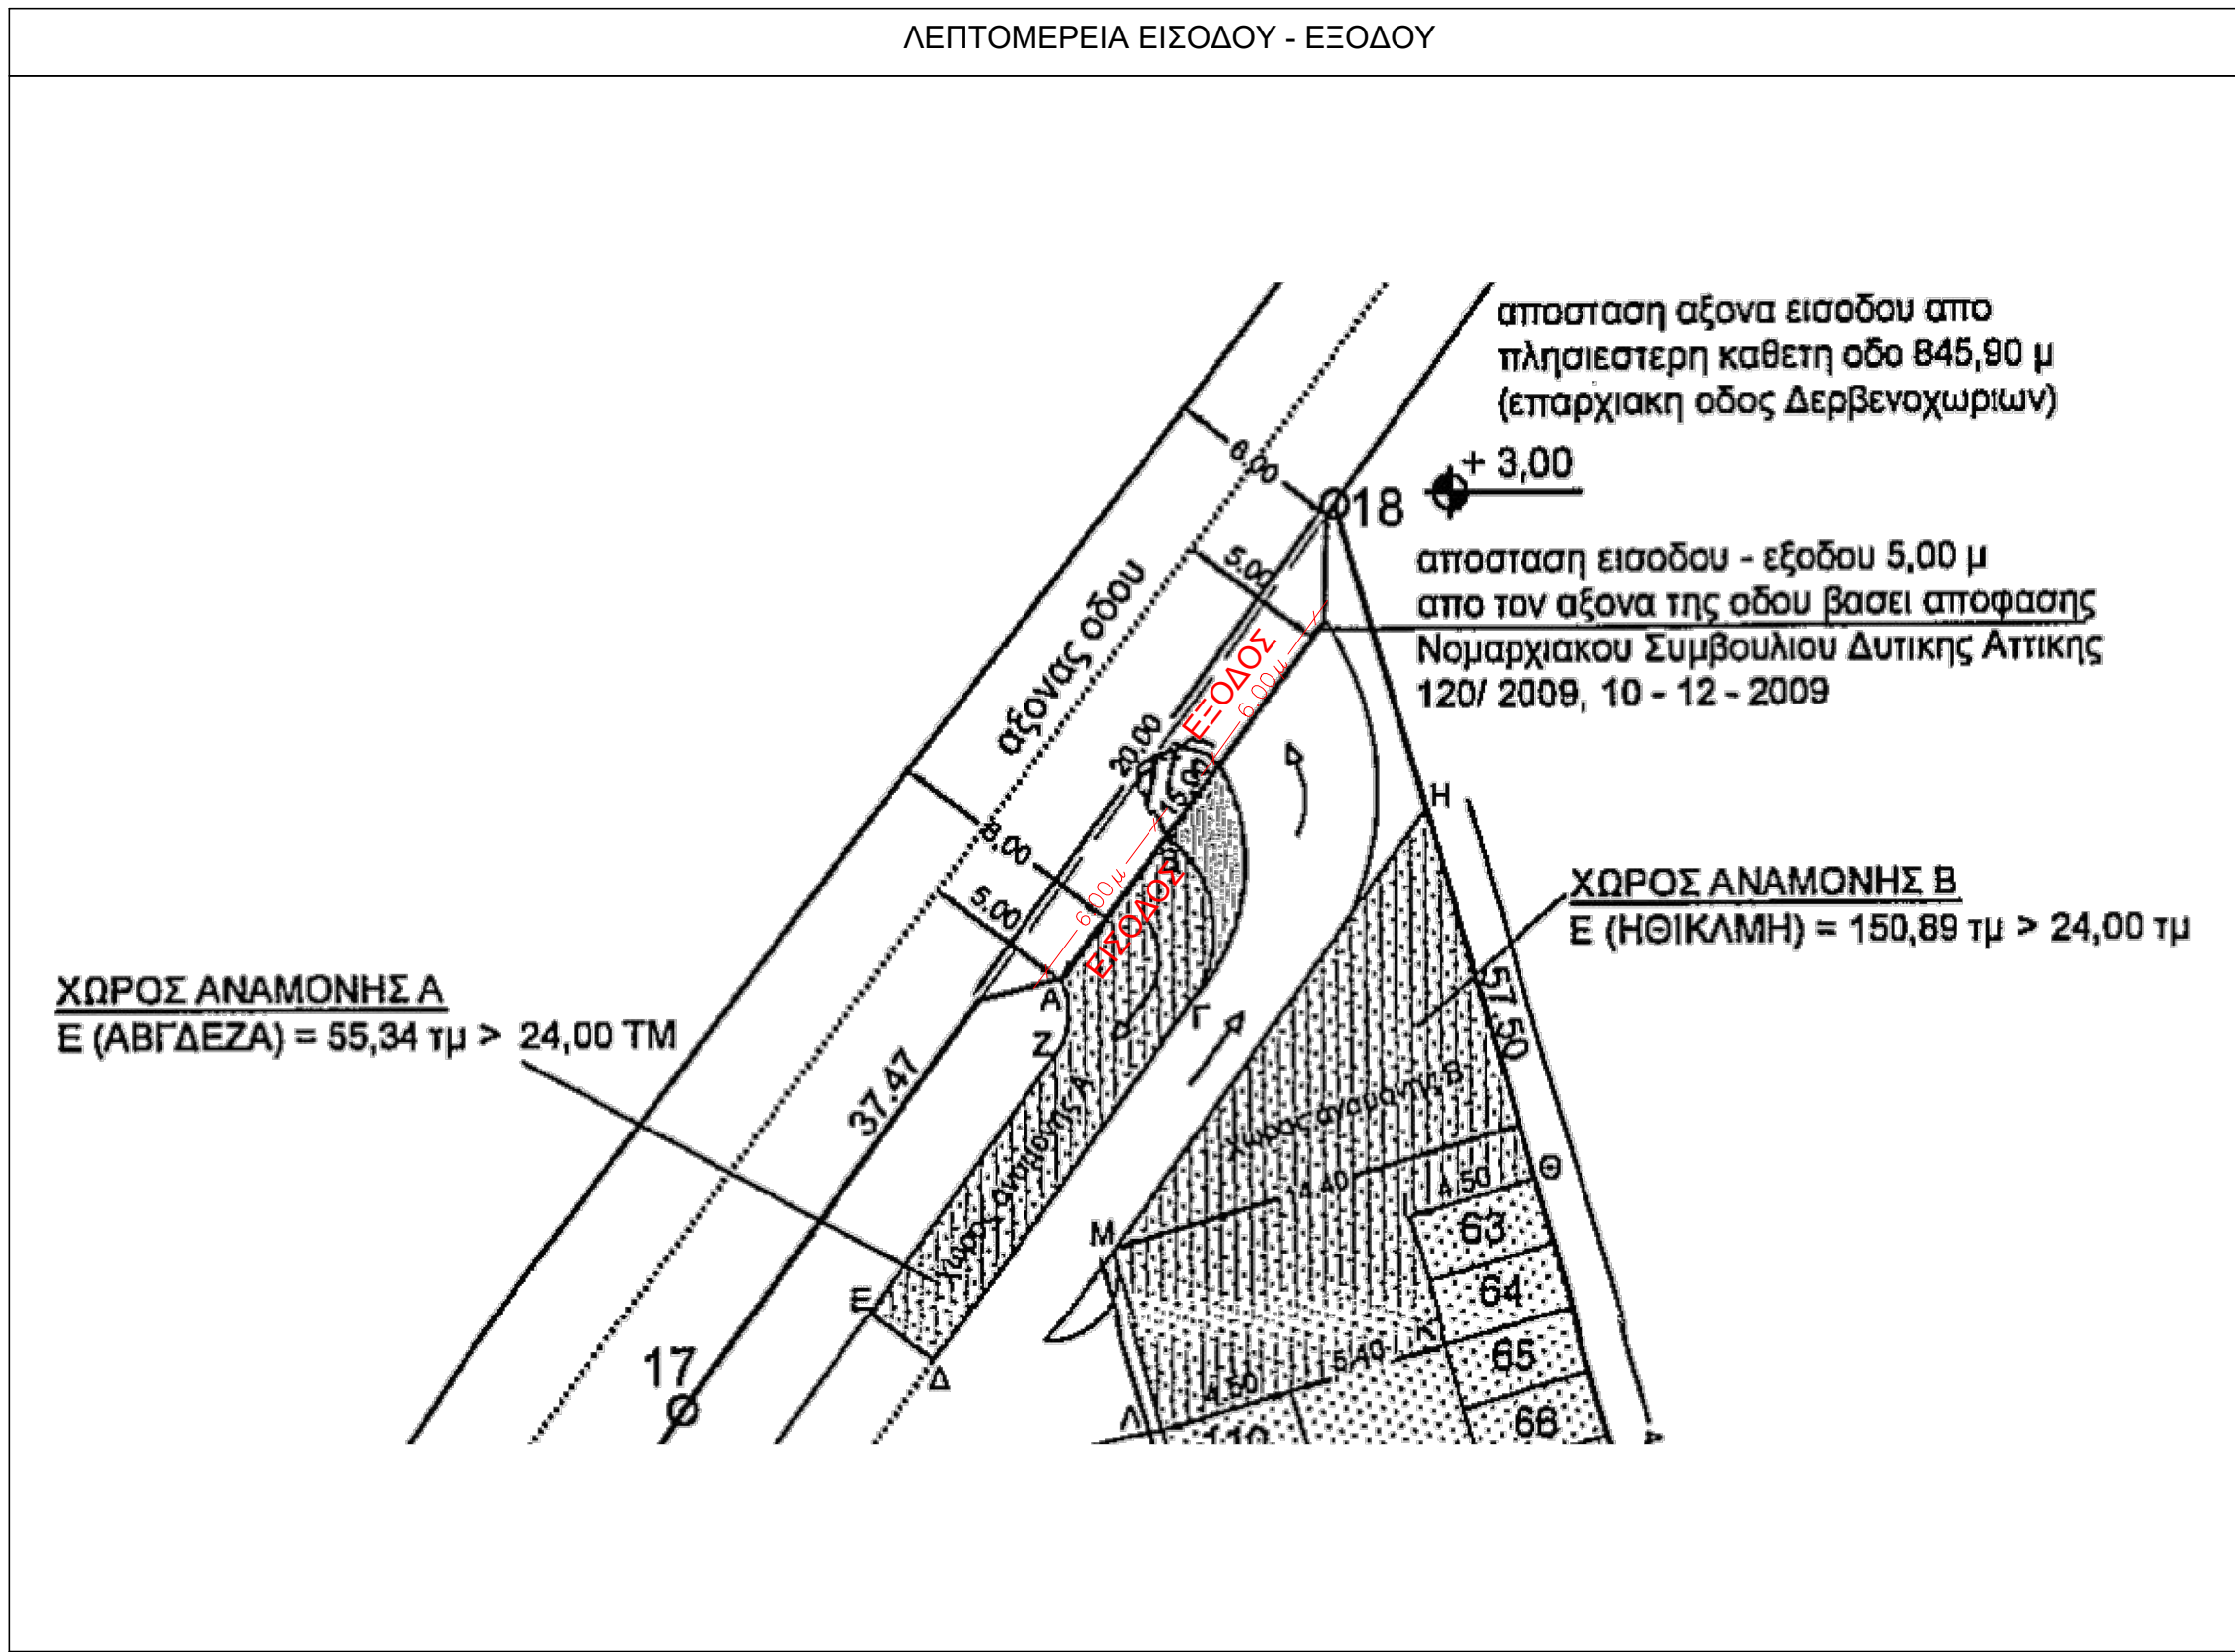 ΛΕΠΤΟΜΕΡΕΙΑ ΕΙΣΟΔΟΥ - ΕΞΟΔΟΥ
αποσταση αξονα εισοδου απο
πλησιεστερη καθετη οδο 845,90 μ
(επαρχιακη οδος Δερβενοχωριων)
6,00
+ 3,00
18
5.00
αποσταση εισοδου - εξοδου 5,00 μ
απο τον αξονα της οδου βασει αποφασης
Νομαρχιακου Συμβουλιου Δυτικης Αττικης
120/ 2009, 10 - 12 - 2009
αξονας οδου
ΕΞΟΔΟΣ
6.00μ
20.00
15.00
Η
8,00
5.00
6.00μ
ΕΙΣΟΔΟΣ
ΧΩΡΟΣ ΑΝΑΜΟΝΗΣ Β
Ε (ΗΘΙΚΛΜΗ) = 150,89 τμ > 24,00 τμ
ΧΩΡΟΣ ΑΝΑΜΟΝΗΣ Α
Ε (ΑΒΓΔΕΖΑ) = 55,34 τμ > 24,00 ΤΜ
Α
Γ
Ζ
57.50
37.47
χωρος αναμονης Α
χωρος αναμονης Β
Θ
14.40
4.50
63
Μ
64
Ε
Κ
65
5.40
17
Δ
4.50
66
Λ
110